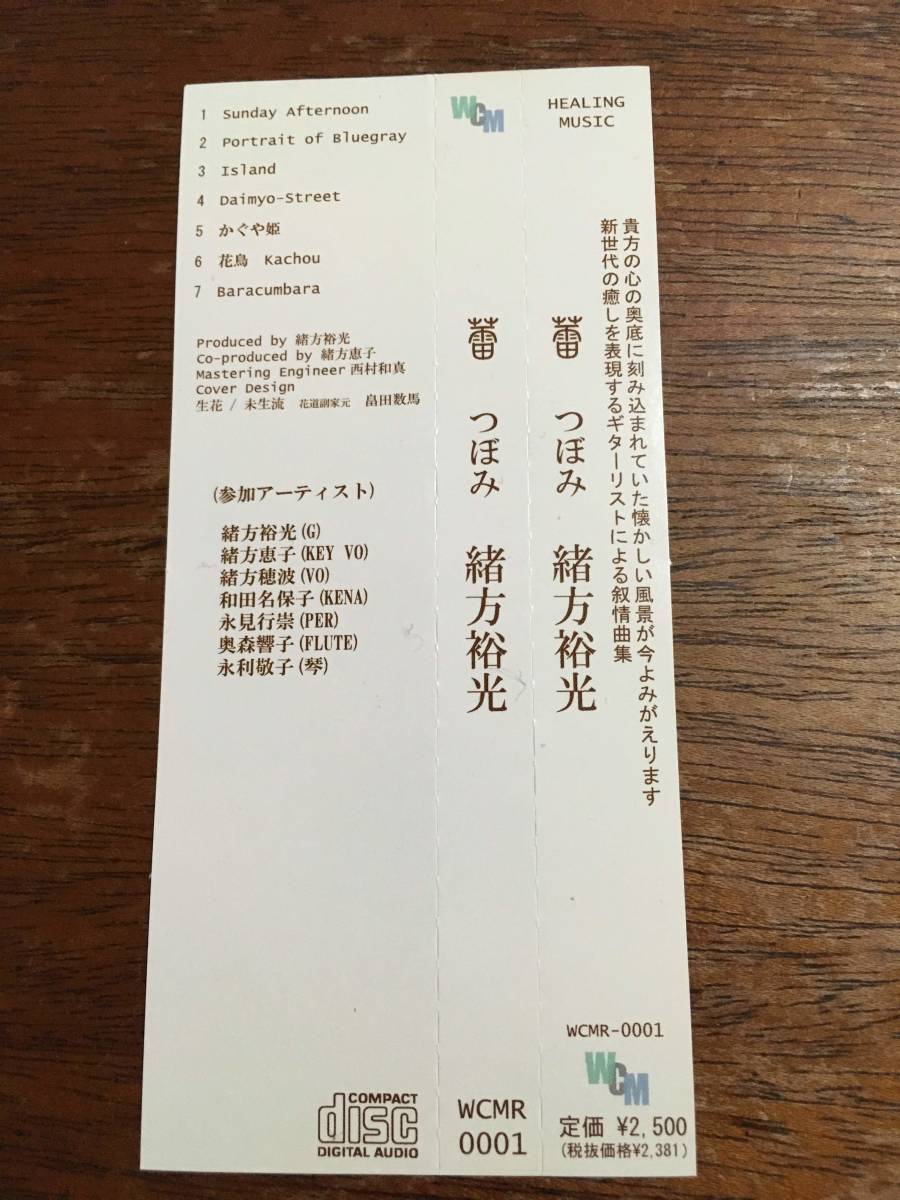 1 Sunday Afternoon
2 Portrait of Bluegray
3 Island
4 Daimyo-Street
5 かぐや姫
6 花鳥 Kachou
7 Baracumbara
Produced by 緒方裕光
Co-produced by 緒方恵子
Mastering Engineer 西村和真
Cover Design
生花 / 未生流 花道副家元 畠田数馬
(参加アーティスト)
緒方裕光(G)
緒方恵子(KEY VO)
緒方穂波(VO)
和田名保子(KENA)
永見行崇(PER)
奥森響子(FLUTE)
永利敬子(琴)
COMPACT
disc
DIGITAL AUDIO
WCM
蕾 つぼみ 緒方裕光
WCMR
0001
HEALING
MUSIC
貴方の心の奥底に刻み込まれていた懐かしい風景が今よみがえります
新世代の癒しを表現するギターリストによる叙情曲集
蕾 つぼみ 緒方裕光
WCMR-0001
WCM
定価 ¥2,500
(税抜価格¥2,381)